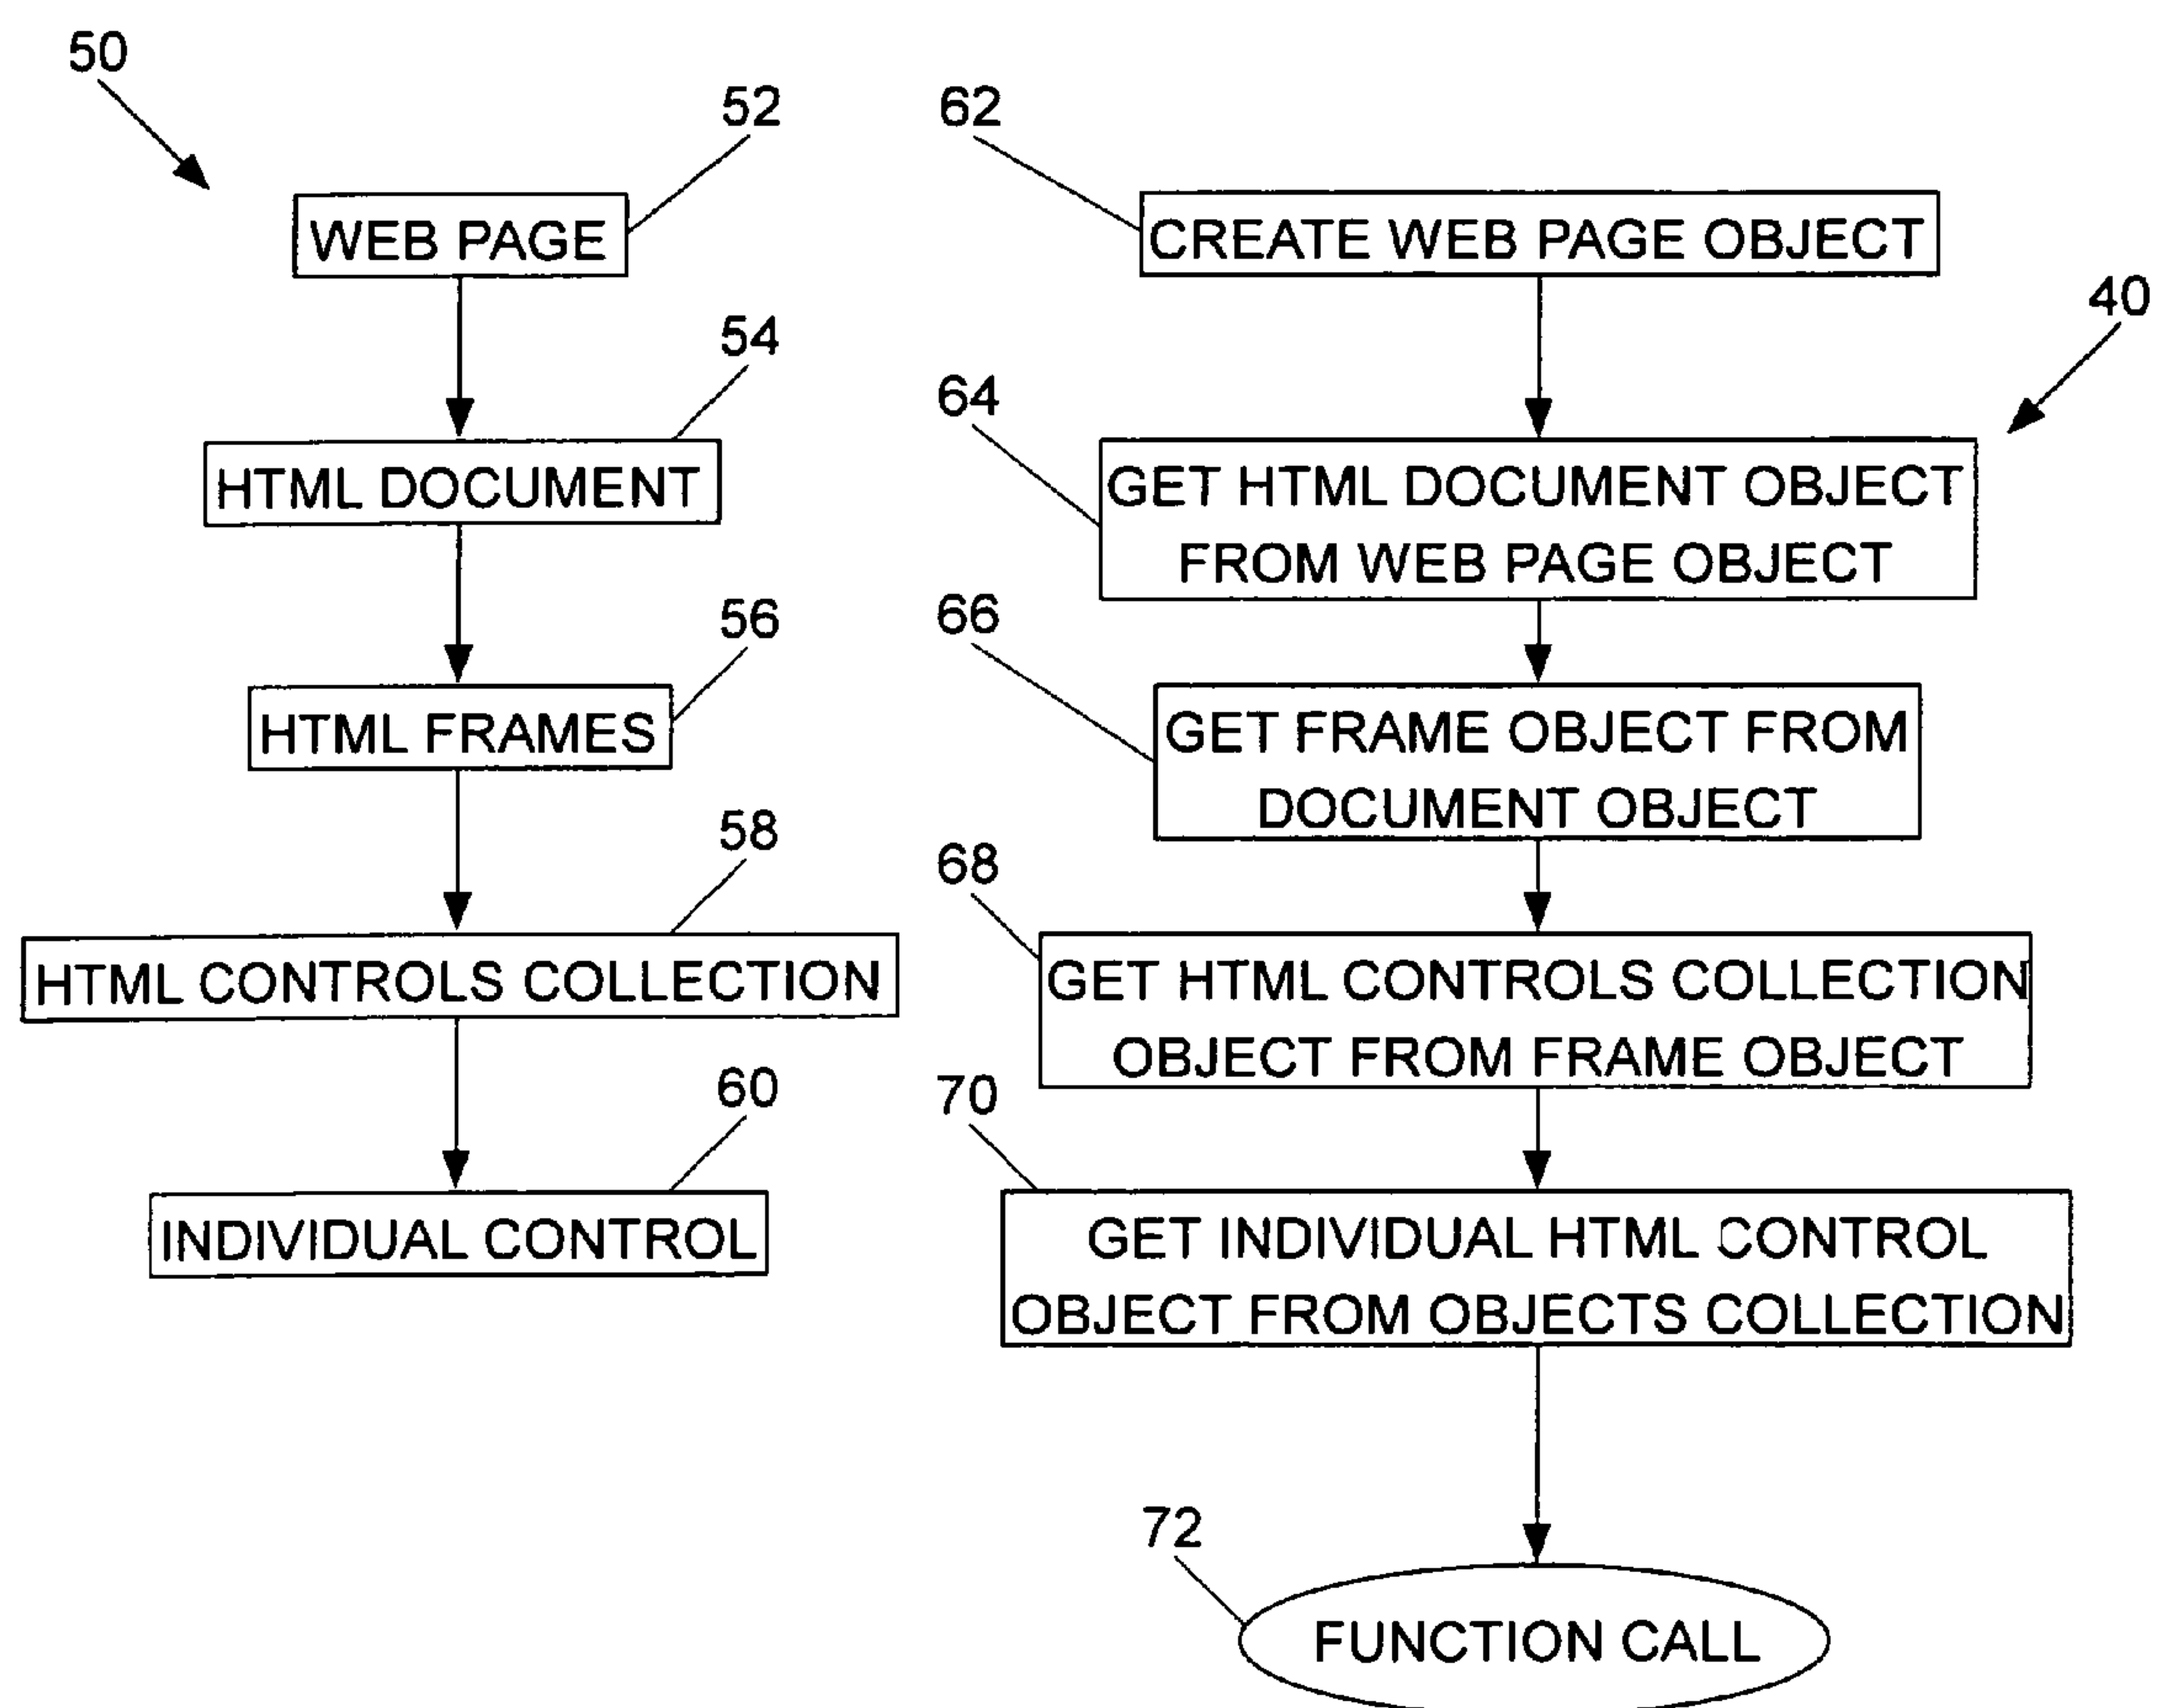 50
52
WEB PAGE
54
HTML DOCUMENT
56
HTML FRAMES
58
HTML CONTROLS COLLECTION
60
INDIVIDUAL CONTROL
62
CREATE WEB PAGE OBJECT
40
64
GET HTML DOCUMENT OBJECT
FROM WEB PAGE OBJECT
66
GET FRAME OBJECT FROM
DOCUMENT OBJECT
68
GET HTML CONTROLS COLLECTION
OBJECT FROM FRAME OBJECT
70
GET INDIVIDUAL HTML CONTROL
OBJECT FROM OBJECTS COLLECTION
72
FUNCTION CALL